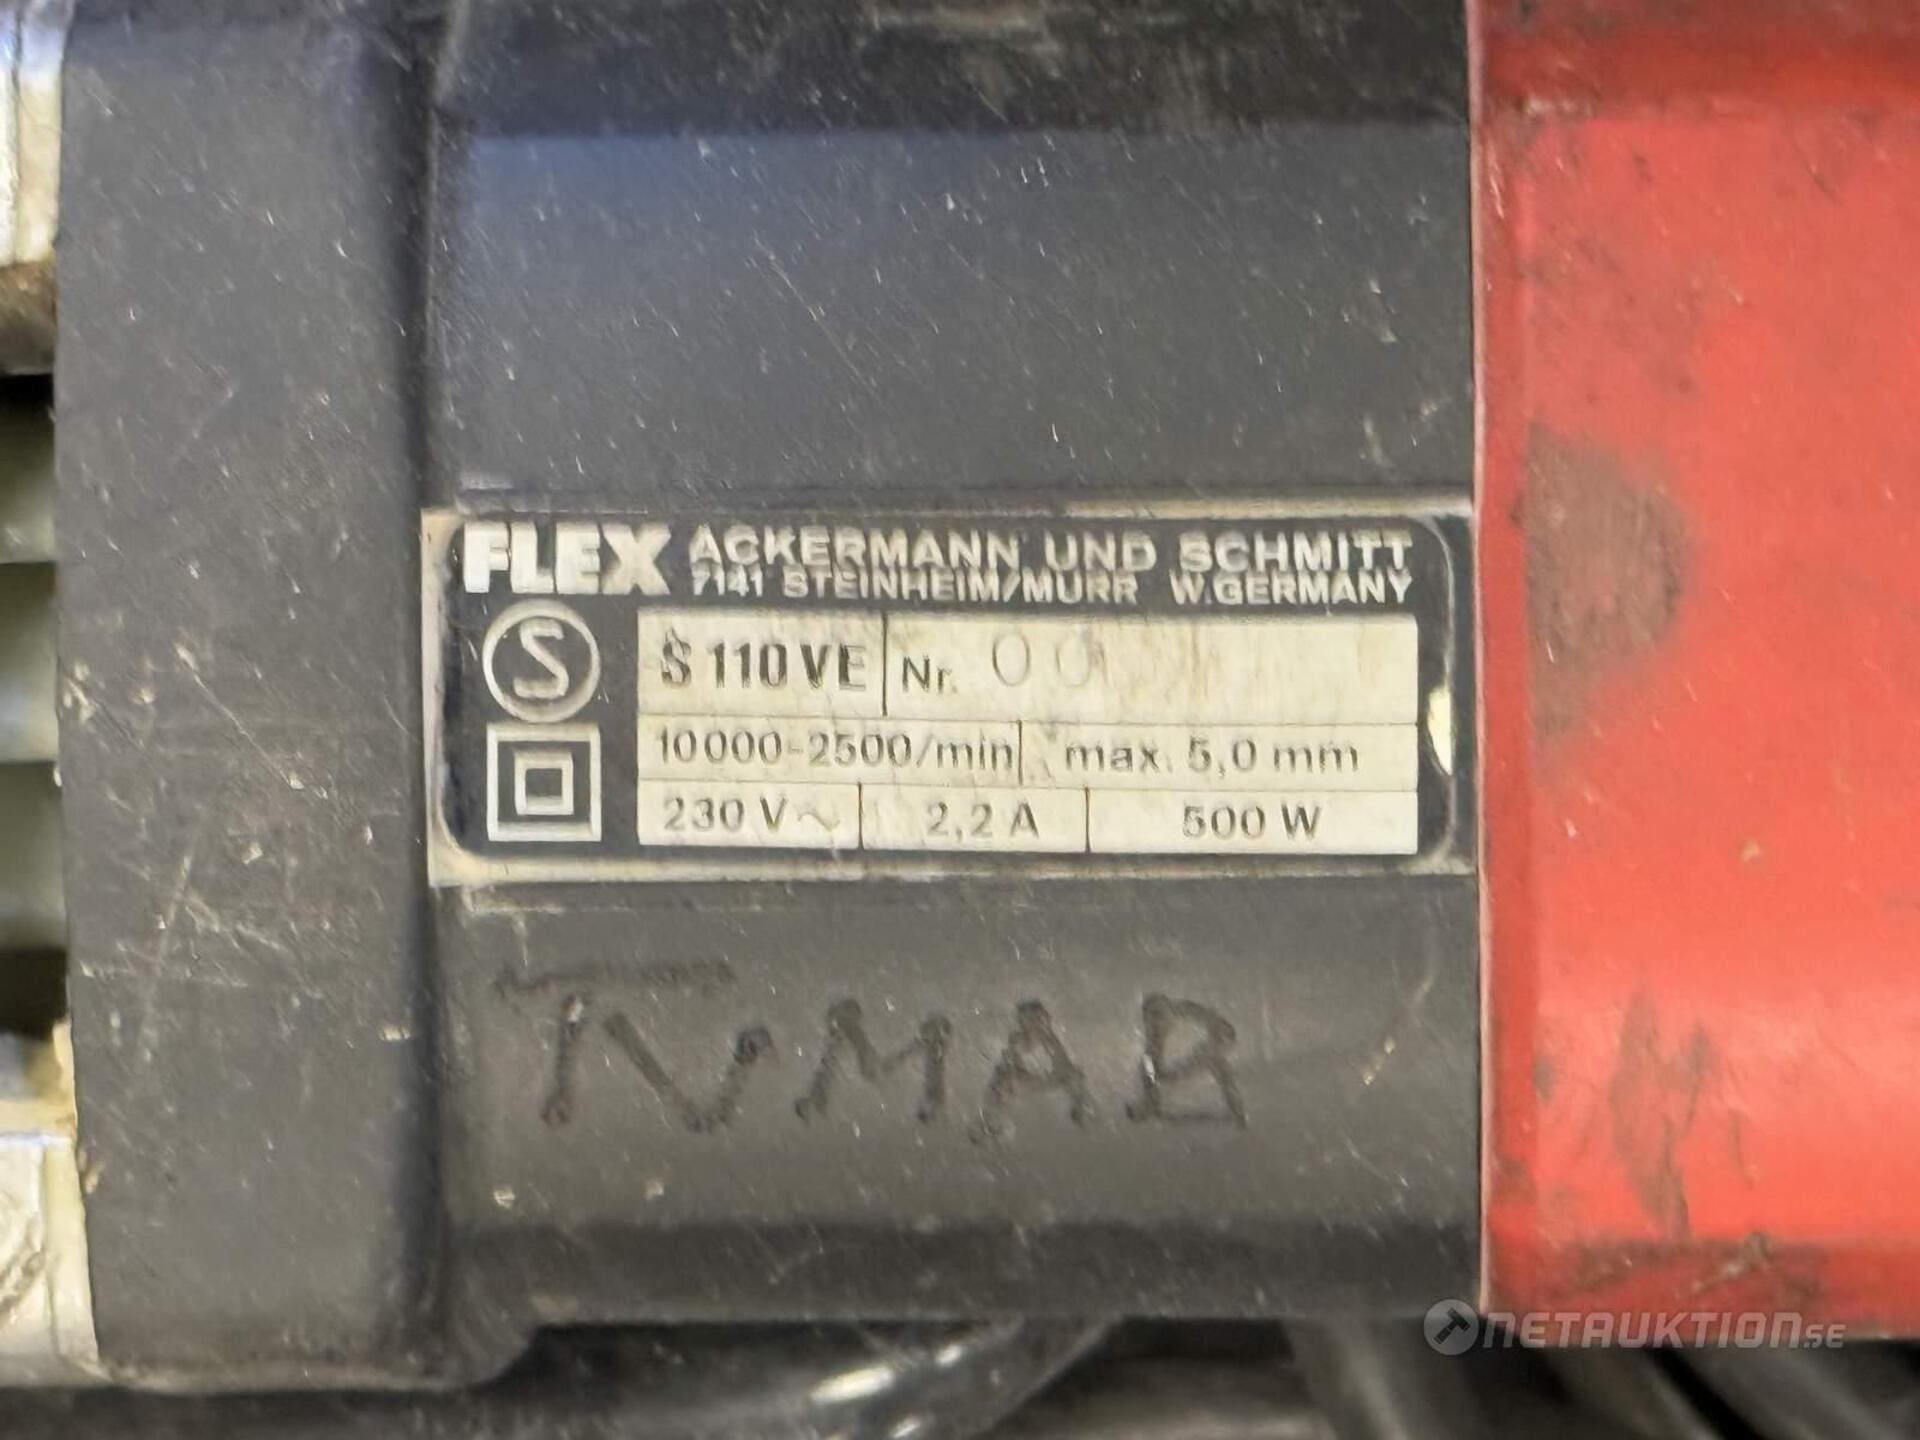 FLEX ACKERMANN UND SCHMITT
7141 STEINHEIM/MURR W. GERMANY
S
S 110 VE Nr. 00
10000-2500/min max. 5,0 mm
230 V ~ 2,2 A 500 W
MAB
NETAUKTION.SE